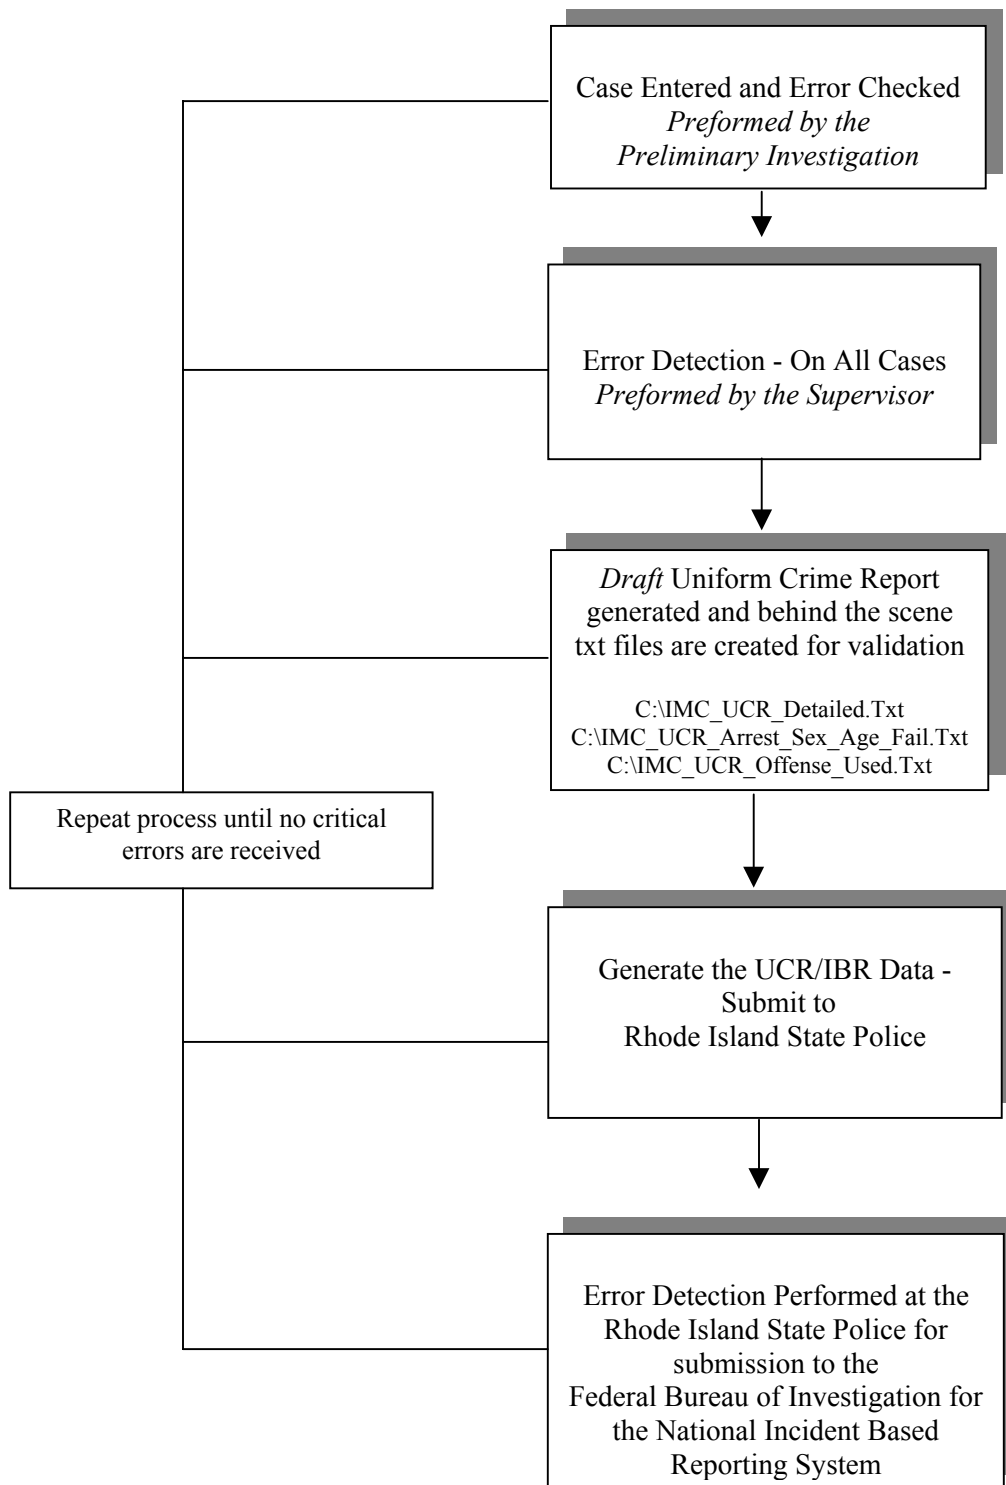 Case Entered and Error Checked
Preformed by the
Preliminary Investigation
Error Detection - On All Cases
Preformed by the Supervisor
Draft Uniform Crime Report
generated and behind the scene
txt files are created for validation
C:\IMC_UCR_Detailed.Txt
C:\IMC_UCR_Arrest_Sex_Age_Fail.Txt
C:\IMC_UCR_Offense_Used.Txt
Repeat process until no critical
errors are received
Generate the UCR/IBR Data -
Submit to
Rhode Island State Police
Error Detection Performed at the
Rhode Island State Police for
submission to the
Federal Bureau of Investigation for
the National Incident Based
Reporting System